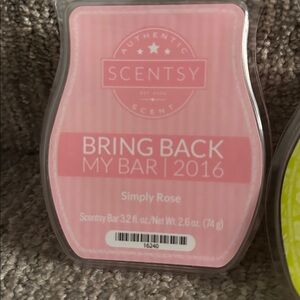 AUTHENTIC
SCENTSY
EST. 2004
SCENT
BRING BACK
MY BAR | 2016
Simply Rose
Scentsy Bar 3.2 fl. oz./Net Wt. 2.6 oz. (74 g)
16240